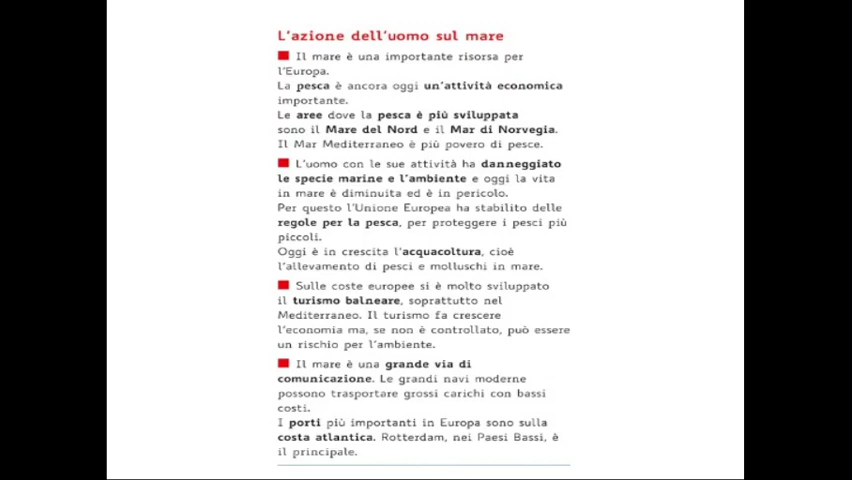 L'azione dell'uomo sul mare
Il mare è una importante risorsa per
l'Europa.
La pesca è ancora oggi un'attività economica
importante.
Le aree dove la pesca è più sviluppata
sono il Mare del Nord e il Mar di Norvegia.
Il Mar Mediterraneo è più povero di pesce.
L'uomo con le sue attività ha danneggiato
le specie marine e l'ambiente e oggi la vita
in mare è diminuita ed è in pericolo.
Per questo l'Unione Europea ha stabilito delle
regole per la pesca, per proteggere i pesci più
piccoli.
Oggi è in crescita l'acquacoltura, cioè
l'allevamento di pesci e molluschi in mare.
Sulle coste europee si è molto sviluppato
il turismo balneare, soprattutto nel
Mediterraneo. Il turismo fa crescere
l'economia ma, se non è controllato, può essere
un rischio per l'ambiente.
Il mare è una grande via di
comunicazione. Le grandi navi moderne
possono trasportare grossi carichi con bassi
costi.
I porti più importanti in Europa sono sulla
costa atlantica. Rotterdam, nei Paesi Bassi, è
il principale.